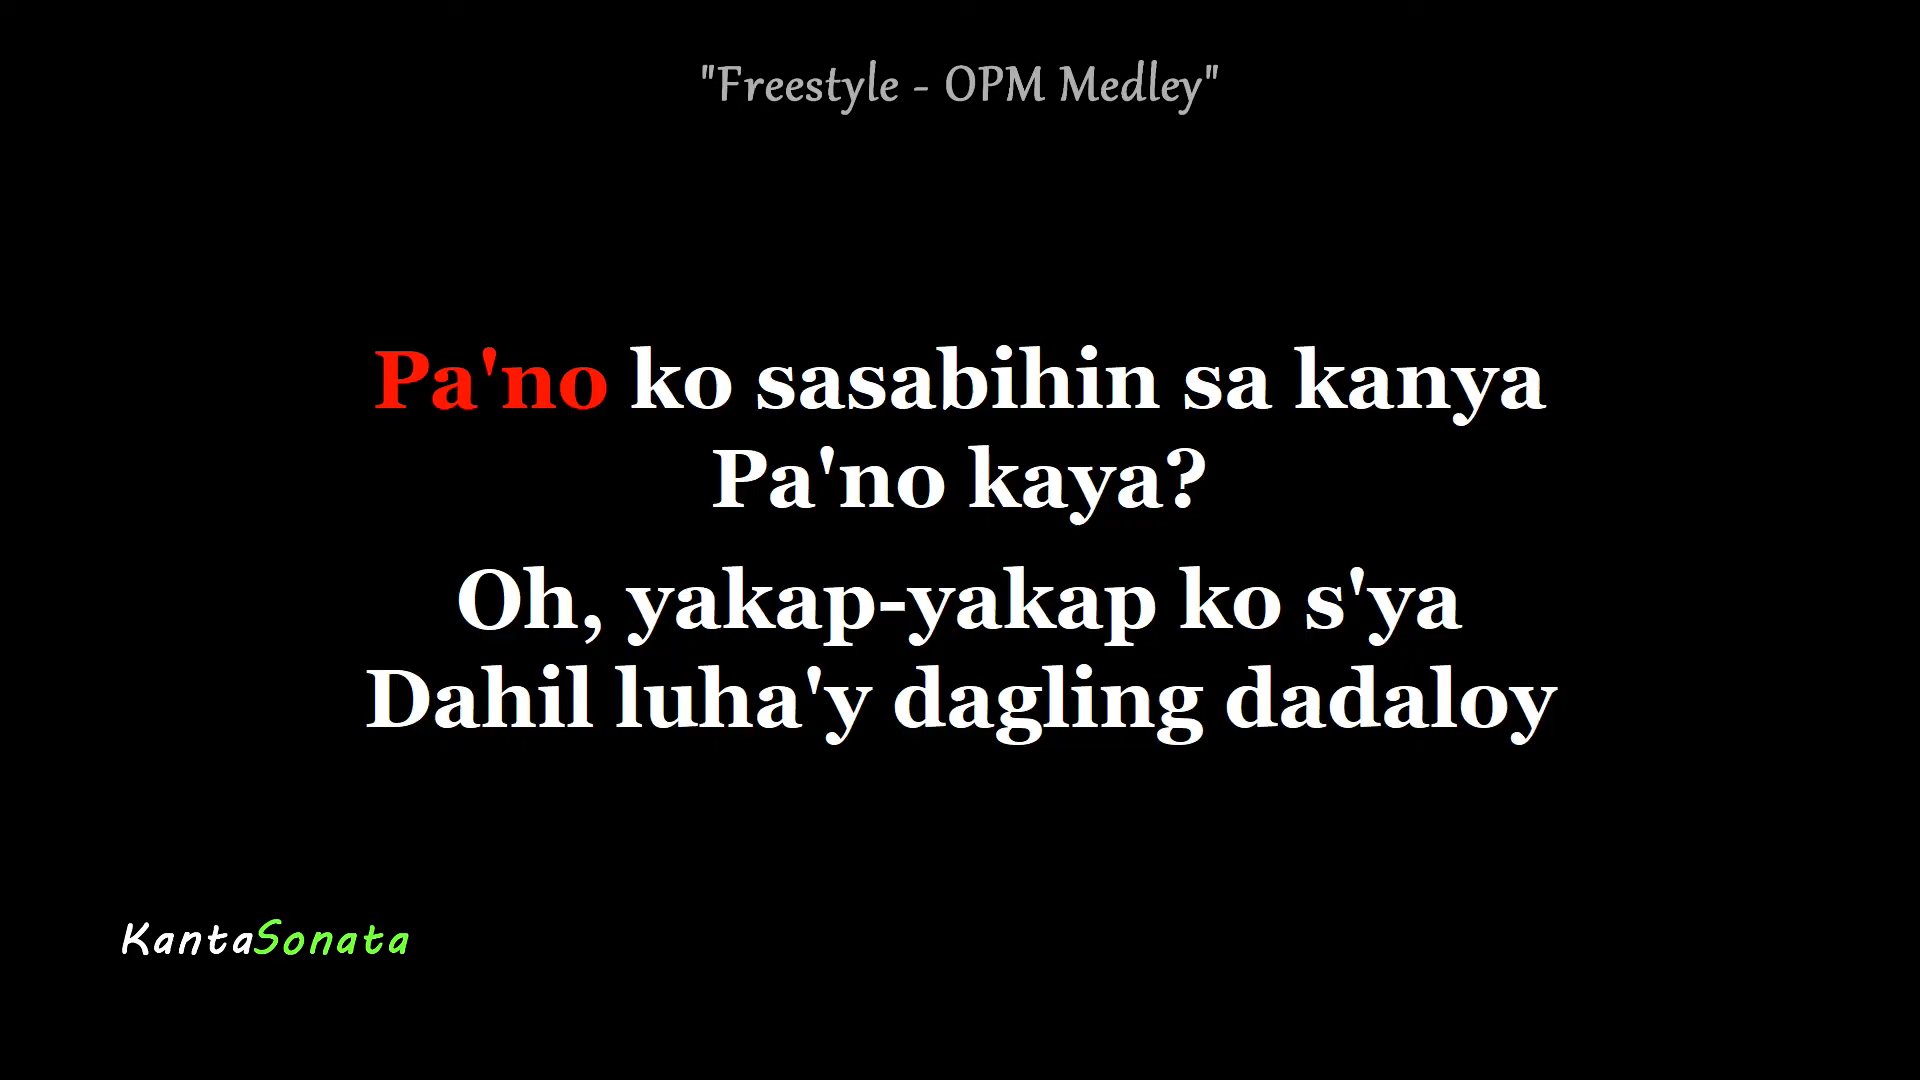 "Freestyle - OPM Medley"
Pa'no ko sasabihin sa kanya
Pa'no kaya?
Oh, yakap-yakap ko s'ya
Dahil luha'y dagling dadaloy
KantaSonata